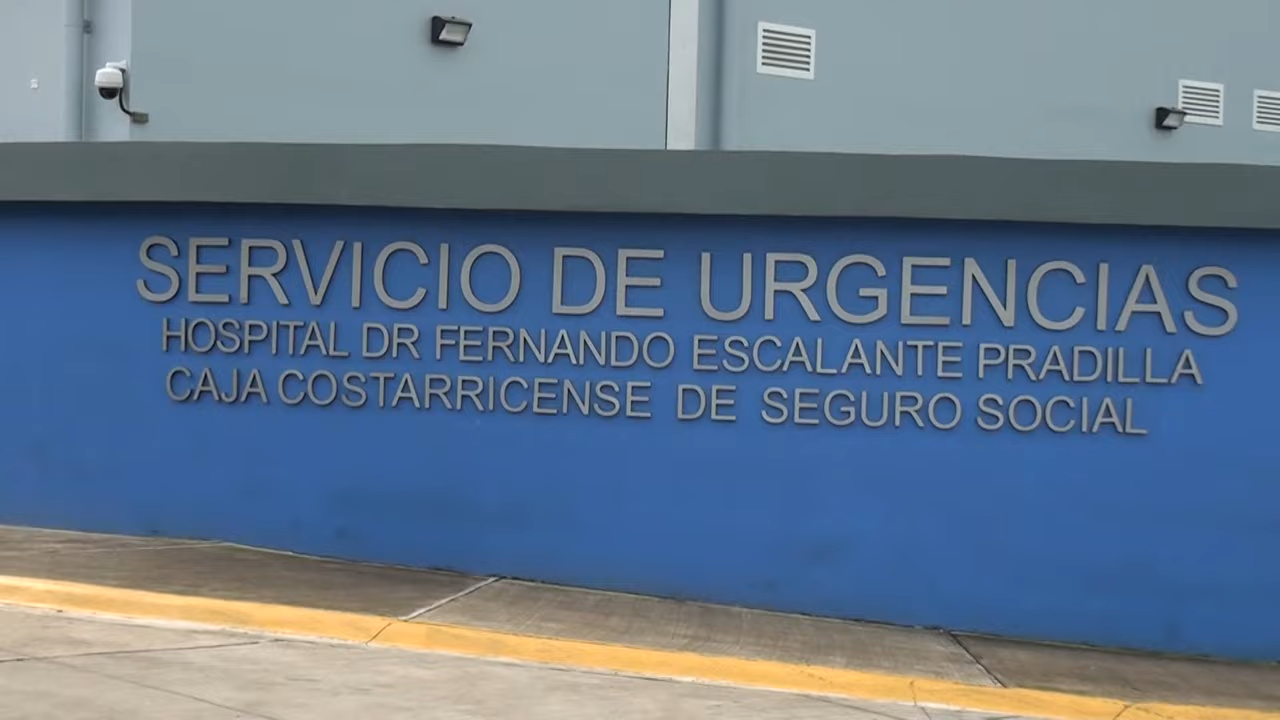 SERVICIO DE URGENCIAS
HOSPITAL DR FERNANDO ESCALANTE PRADILLA
CAJA COSTARRICENSE DE SEGURO SOCIAL